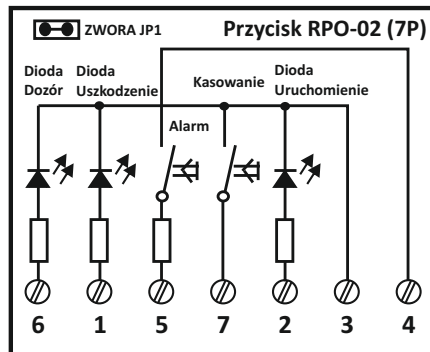 ZWORA JP1
Przycisk RPO-02 (7P)
Dioda
Dozór
Dioda
Uszkodzenie
Kasowanie
Dioda
Uruchomienie
Alarm
6 1 5 7 2 3 4